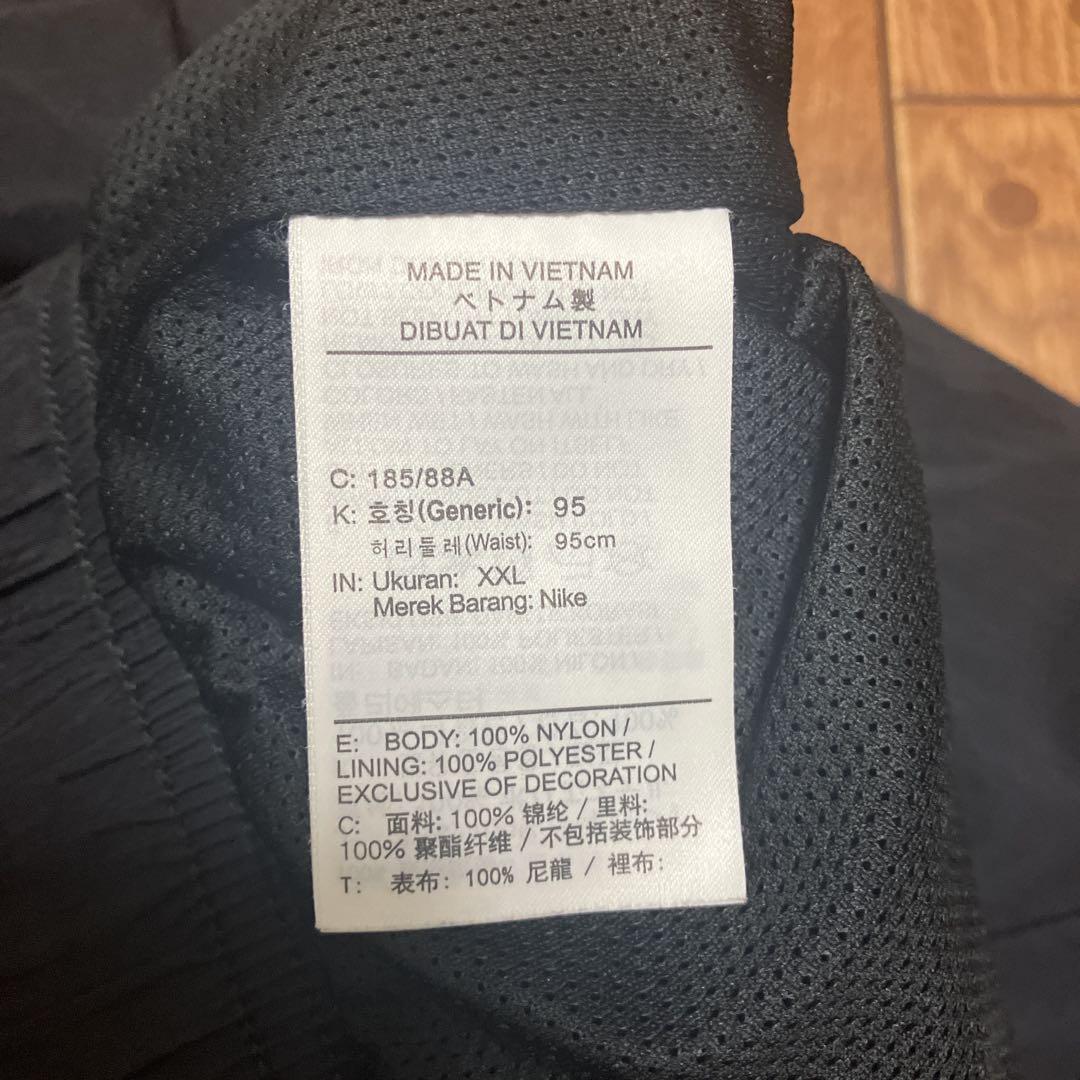 MADE IN VIETNAM
ベトナム製
DIBUAT DI VIETNAM
C: 185/88A
K: 호칭(Generic): 95
허리둘레(Waist): 95cm
IN: Ukuran: XXL
Merek Barang: Nike
E: BODY: 100% NYLON /
LINING: 100% POLYESTER /
EXCLUSIVE OF DECORATION
C: 面料: 100% 锦纶 / 里料:
100% 聚酯纤维 / 不包括装饰部分
T: 表布: 100% 尼龍 / 裡布: